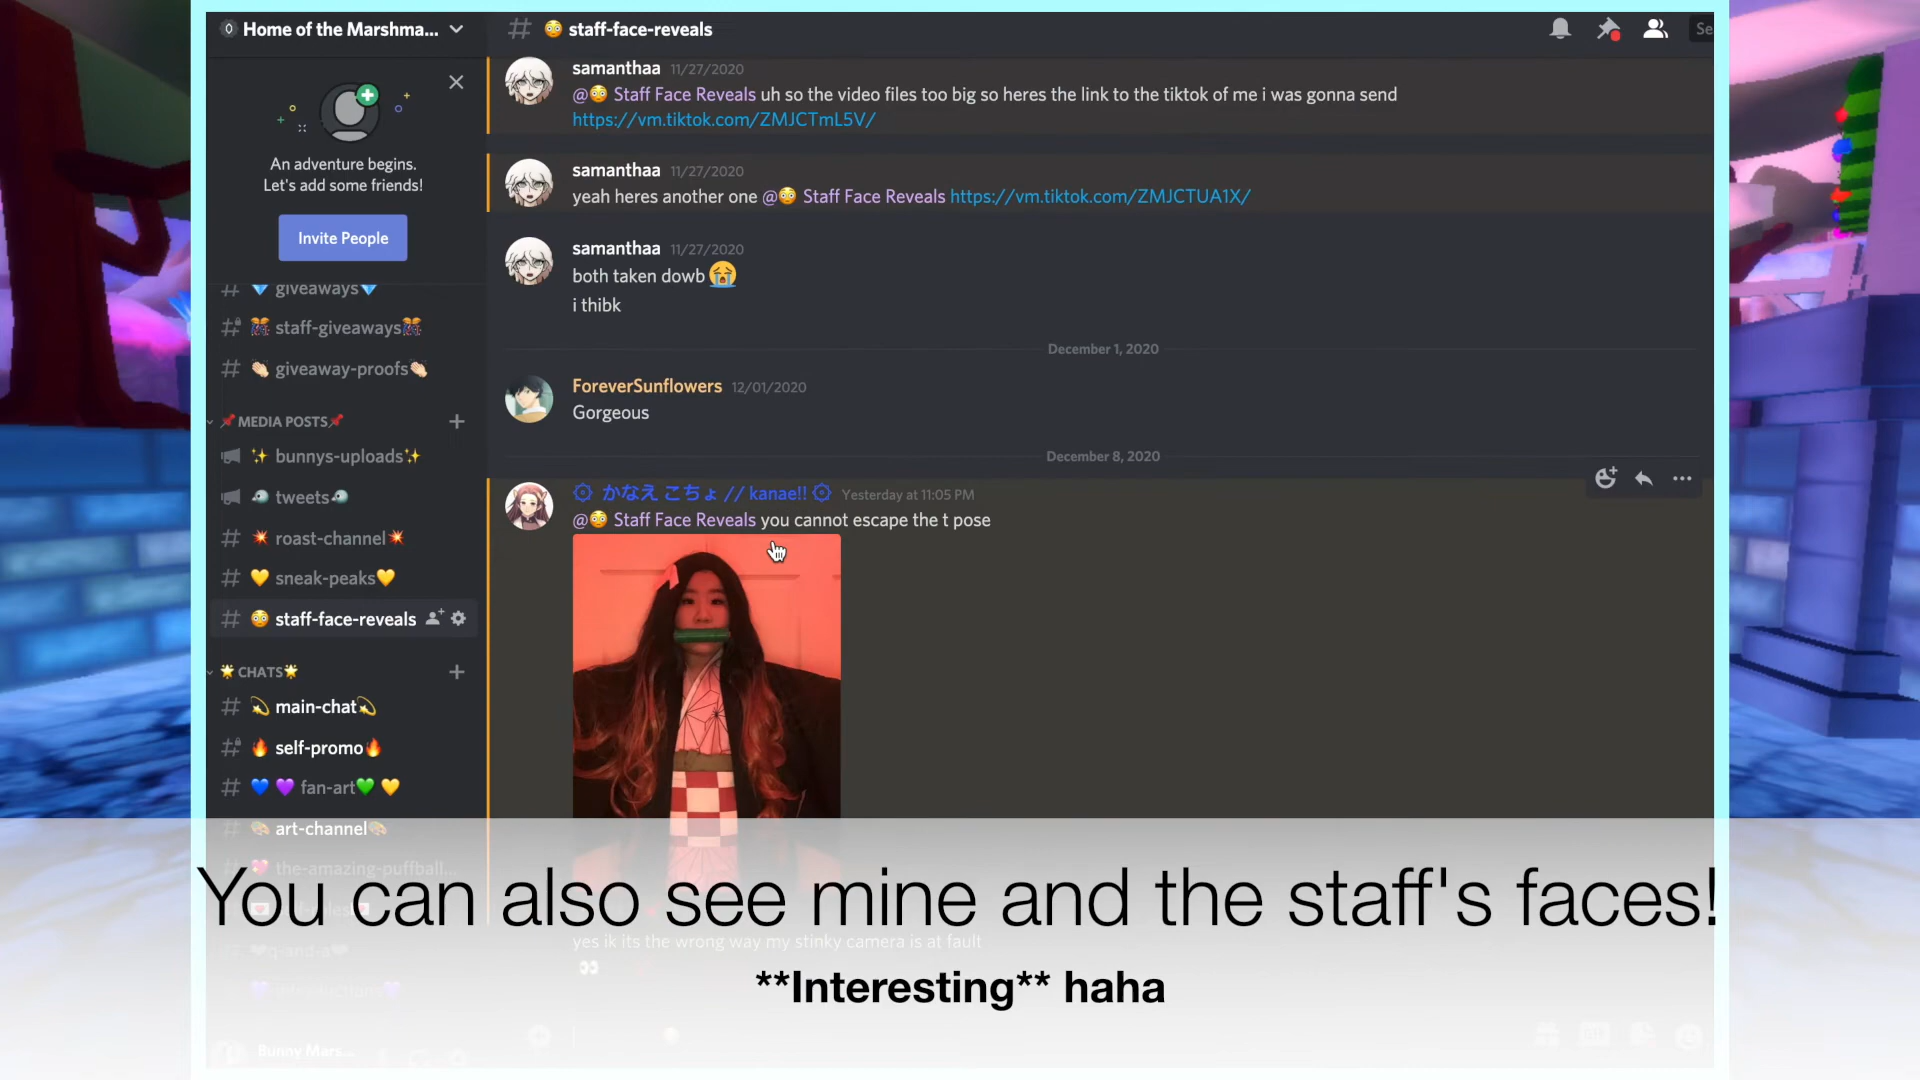 Home of the Marshma...
😳 staff-face-reveals
Se
An adventure begins.
Let's add some friends!
Invite People
💎 giveaways💎
staff-giveaways
👏🏻 giveaway-proofs👏🏻
📌 MEDIA POSTS📌
✨ bunnys-uploads✨
tweets
💥 roast-channel💥
💛 sneak-peaks💛
😳 staff-face-reveals
🌟 CHATS🌟
💫 main-chat💫
🔥 self-promo🔥
💙 💜 fan-art💚 💛
🎨 art-channel🎨
the-amazing-puffball...
q-and-a
Bunny Mars...
samanthaa 11/27/2020
@😳 Staff Face Reveals uh so the video files too big so heres the link to the tiktok of me i was gonna send
https://vm.tiktok.com/ZMJCTmL5V/
samanthaa 11/27/2020
yeah heres another one @😳 Staff Face Reveals https://vm.tiktok.com/ZMJCTUA1X/
samanthaa 11/27/2020
both taken dowb 😭
i thibk
December 1, 2020
ForeverSunflowers 12/01/2020
Gorgeous
December 8, 2020
かなえ こちょ // kanae!! Yesterday at 11:05 PM
@😳 Staff Face Reveals you cannot escape the t pose
yes ik its the wrong way my stinky camera is at fault
👀
You can also see mine and the staff's faces!
**Interesting** haha